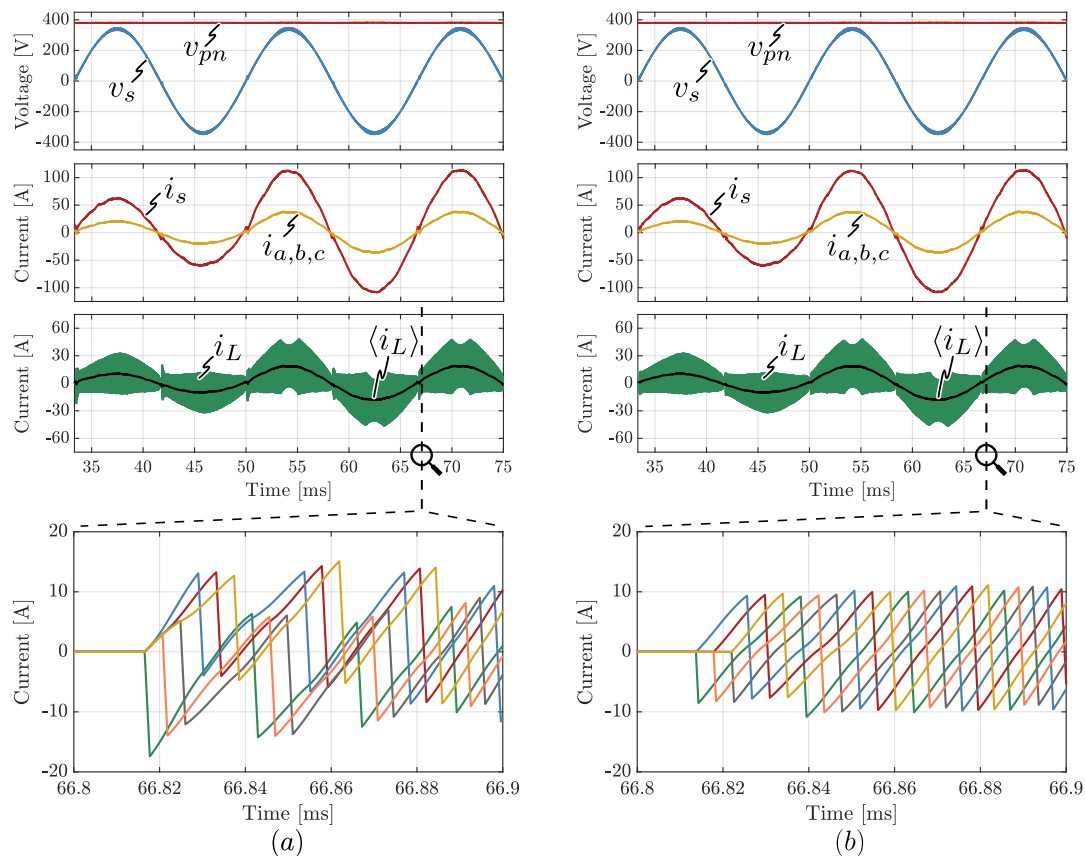 Voltage [V]
400
200
0
-200
-400
v_pn
v_s
Current [A]
100
50
0
-50
-100
i_s
i_a,b,c
Current [A]
60
30
0
-30
-60
i_L
⟨i_L⟩
35 40 45 50 55 60 65 70 75
Time [ms]
Current [A]
20
10
0
-10
-20
66.8 66.82 66.84 66.86 66.88 66.9
Time [ms]
(a)
Voltage [V]
400
200
0
-200
-400
v_pn
v_s
Current [A]
100
50
0
-50
-100
i_s
i_a,b,c
Current [A]
60
30
0
-30
-60
i_L
⟨i_L⟩
35 40 45 50 55 60 65 70 75
Time [ms]
Current [A]
20
10
0
-10
-20
66.8 66.82 66.84 66.86 66.88 66.9
Time [ms]
(b)